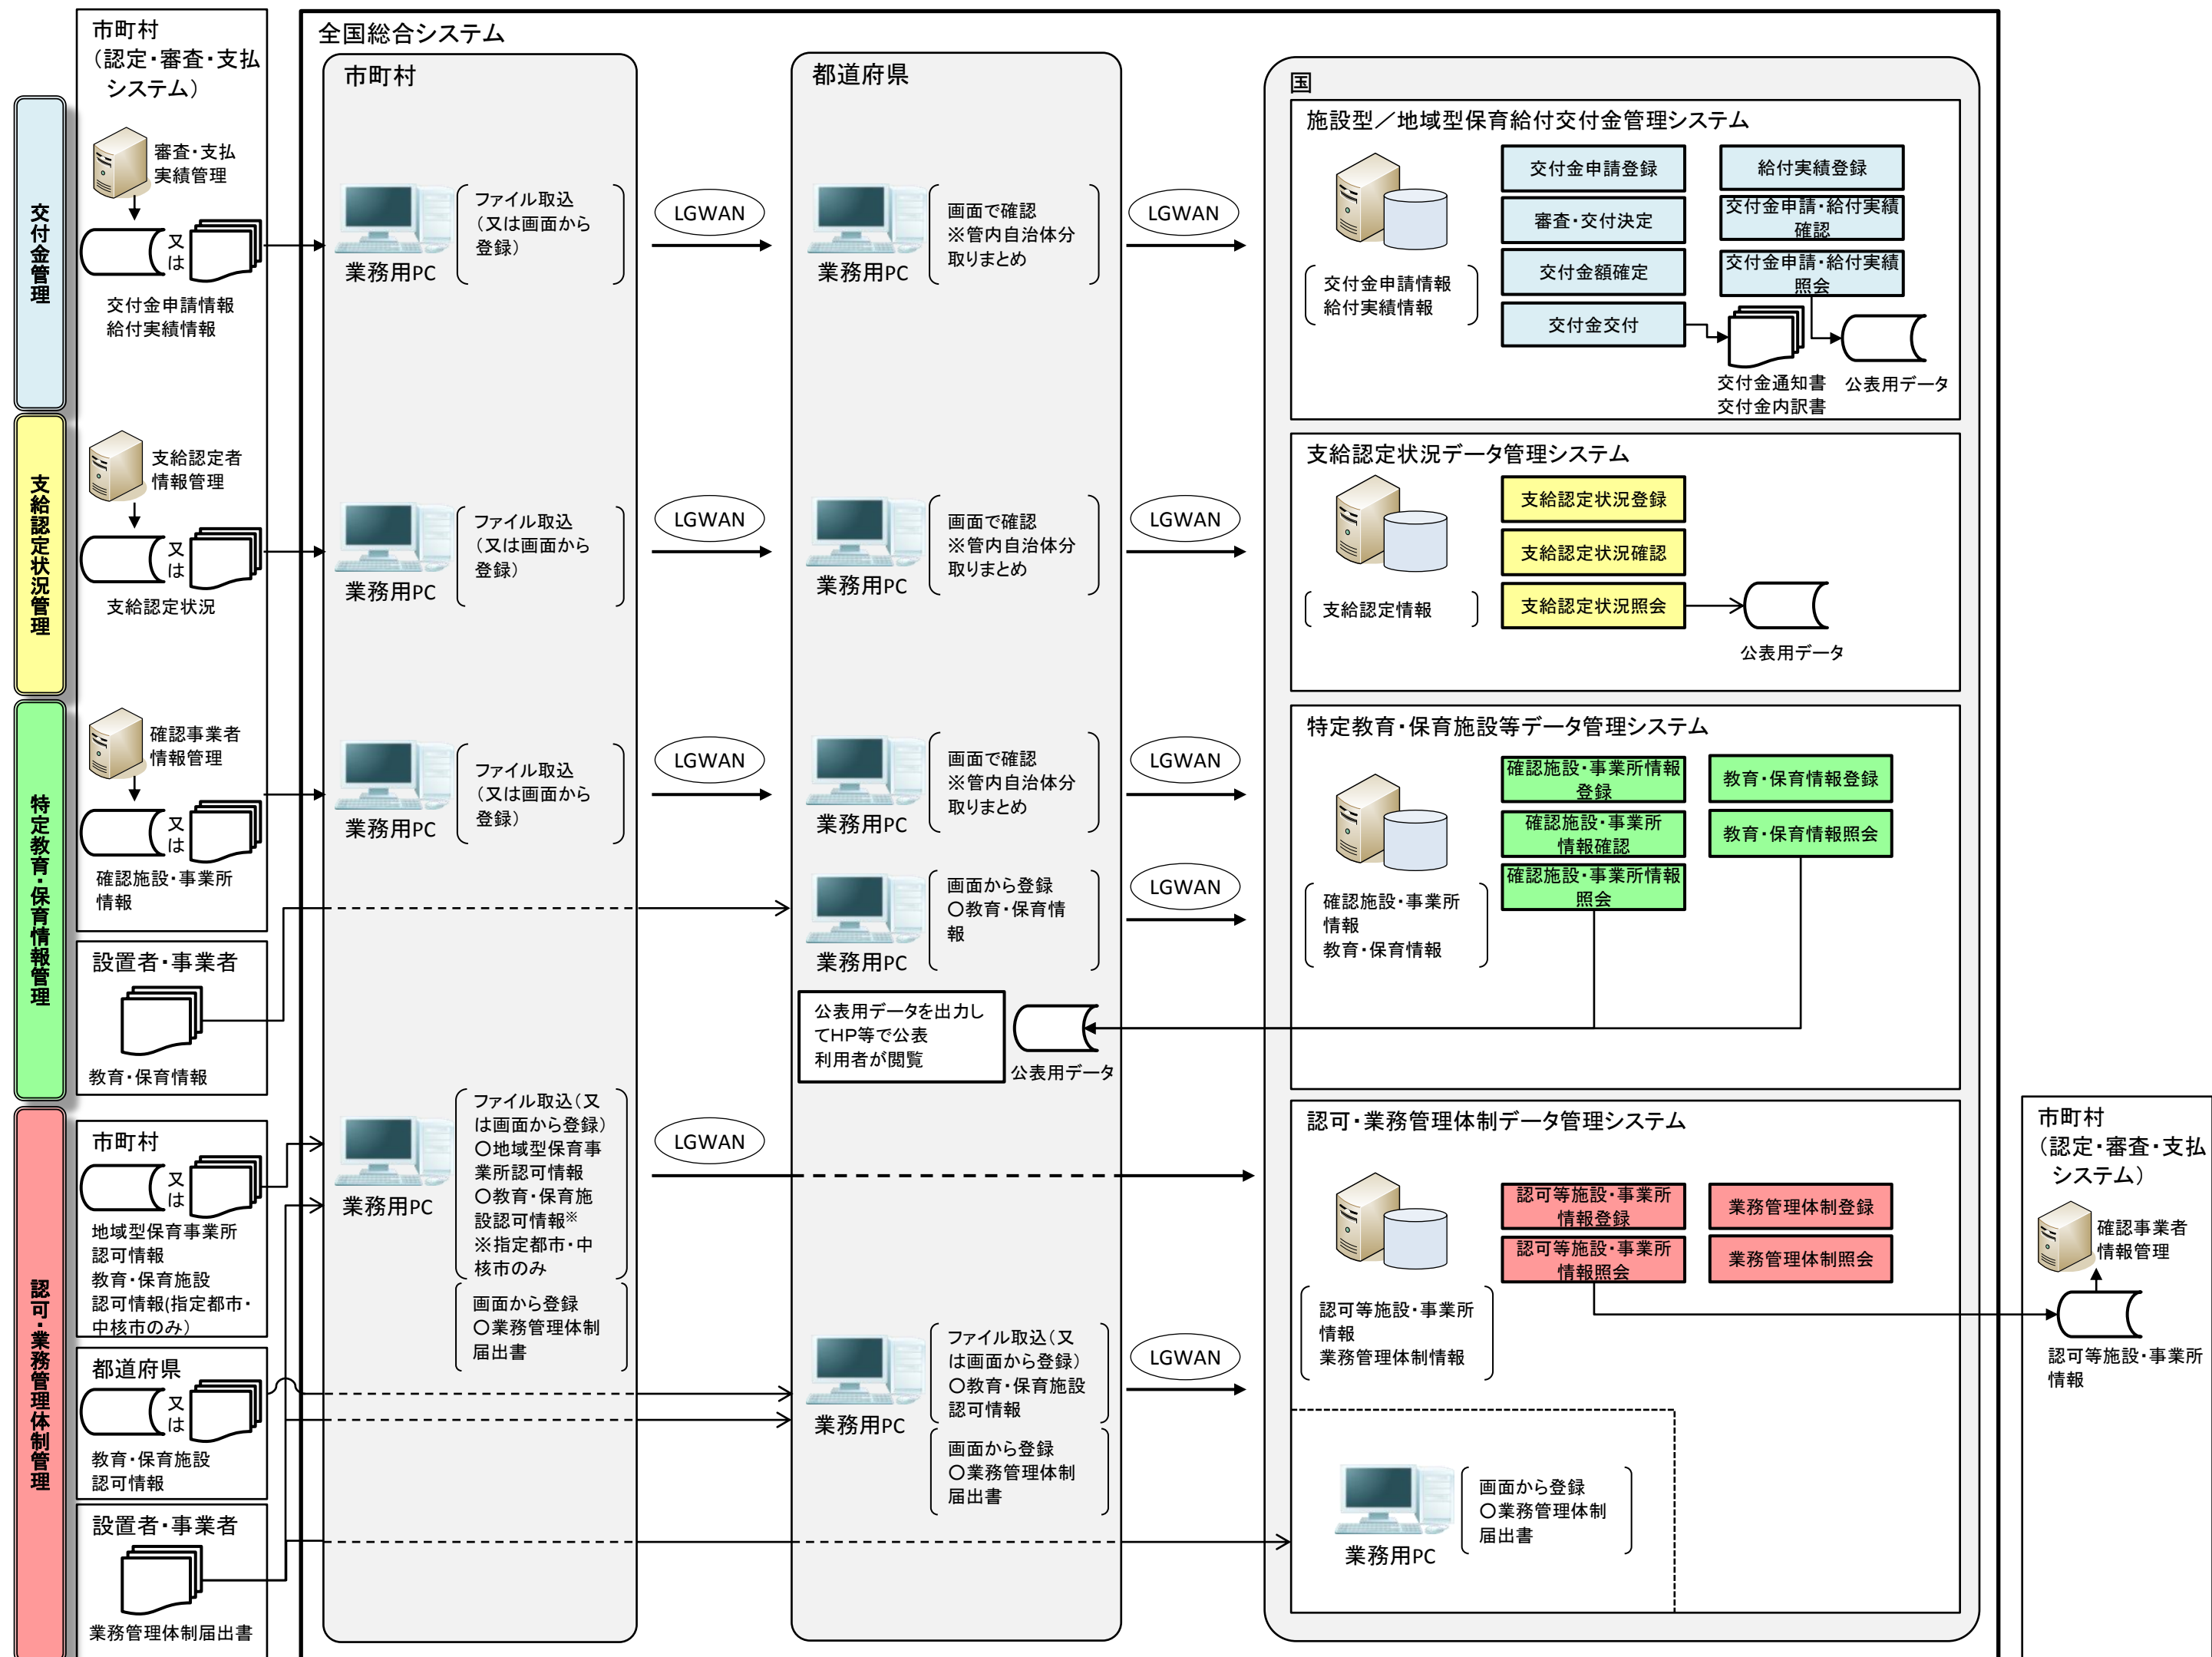 交付金管理
支給認定状況管理
特定教育・保育情報管理
認可・業務管理体制管理
市町村
（認定・審査・支払
システム）
審査・支払
実績管理
又
は
交付金申請情報
給付実績情報
支給認定者
情報管理
又
は
支給認定状況
確認事業者
情報管理
又
は
確認施設・事業所
情報
設置者・事業者
教育・保育情報
市町村
又
は
地域型保育事業所
認可情報
教育・保育施設
認可情報(指定都市・
中核市のみ）
都道府県
又
は
教育・保育施設
認可情報
設置者・事業者
業務管理体制届出書
全国総合システム
市町村
業務用PC
ファイル取込
（又は画面から
登録）
業務用PC
ファイル取込
（又は画面から
登録）
業務用PC
ファイル取込
（又は画面から
登録）
業務用PC
ファイル取込（又
は画面から登録）
○地域型保育事
業所認可情報
○教育・保育施
設認可情報※
※指定都市・中
核市のみ
画面から登録
○業務管理体制
届出書
LGWAN
LGWAN
LGWAN
LGWAN
都道府県
業務用PC
画面で確認
※管内自治体分
取りまとめ
業務用PC
画面で確認
※管内自治体分
取りまとめ
業務用PC
画面で確認
※管内自治体分
取りまとめ
業務用PC
画面から登録
○教育・保育情
報
公表用データを出力し
てHP等で公表
利用者が閲覧
公表用データ
業務用PC
ファイル取込（又
は画面から登録）
○教育・保育施設
認可情報
画面から登録
○業務管理体制
届出書
LGWAN
LGWAN
LGWAN
LGWAN
LGWAN
国
施設型／地域型保育給付交付金管理システム
交付金申請情報
給付実績情報
交付金申請登録
審査・交付決定
交付金額確定
交付金交付
給付実績登録
交付金申請・給付実績
確認
交付金申請・給付実績
照会
交付金通知書
交付金内訳書
公表用データ
支給認定状況データ管理システム
支給認定情報
支給認定状況登録
支給認定状況確認
支給認定状況照会
公表用データ
特定教育・保育施設等データ管理システム
確認施設・事業所
情報
教育・保育情報
確認施設・事業所情報
登録
確認施設・事業所
情報確認
確認施設・事業所情報
照会
教育・保育情報登録
教育・保育情報照会
認可・業務管理体制データ管理システム
認可等施設・事業所
情報
業務管理体制情報
認可等施設・事業所
情報登録
認可等施設・事業所
情報照会
業務管理体制登録
業務管理体制照会
業務用PC
画面から登録
○業務管理体制
届出書
市町村
（認定・審査・支払
システム）
確認事業者
情報管理
認可等施設・事業所
情報